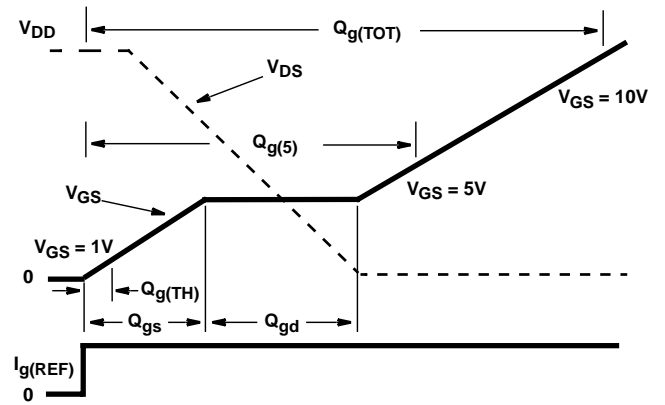 V_DD
Q_g(TOT)
V_DS
V_GS = 10V
Q_g(5)
V_GS
V_GS = 5V
V_GS = 1V
0
Q_g(TH)
Q_gs
Q_gd
I_g(REF)
0